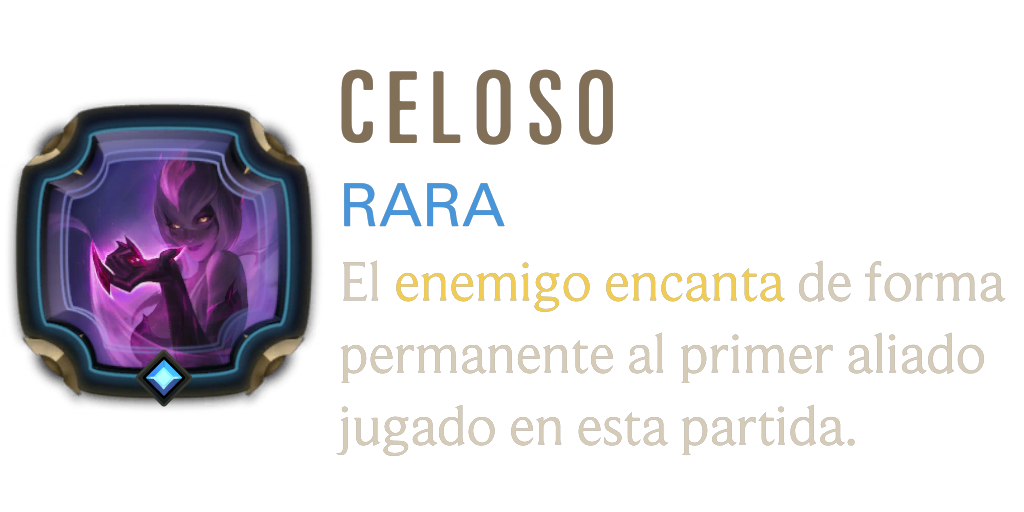 CELOSO
RARA
El enemigo encanta de forma
permanente al primer aliado
jugado en esta partida.